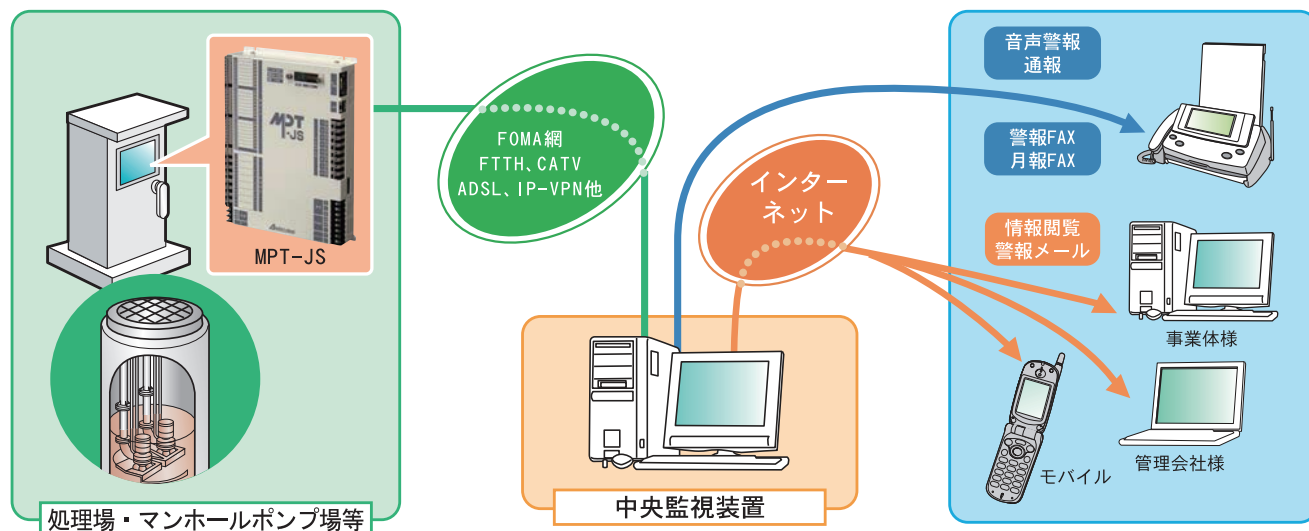 MPT-JS
MPT-JS
処理場・マンホールポンプ場等
FOMA網
FTTH、CATV
ADSL、IP-VPN他
インター
ネット
中央監視装置
音声警報
通報
警報FAX
月報FAX
情報閲覧
警報メール
事業体様
モバイル
管理会社様